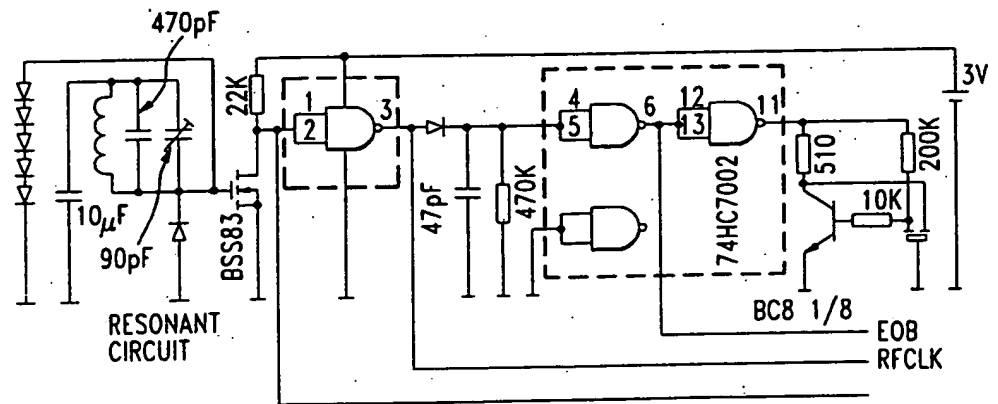 470pF
22K
1
2
3
4
5
6
12
13
11
3V
510
200K
10K
10μF
90pF
BSS83
47pF
470K
74HC7002
BC8 1/8
RESONANT
CIRCUIT
EOB
RFCLK